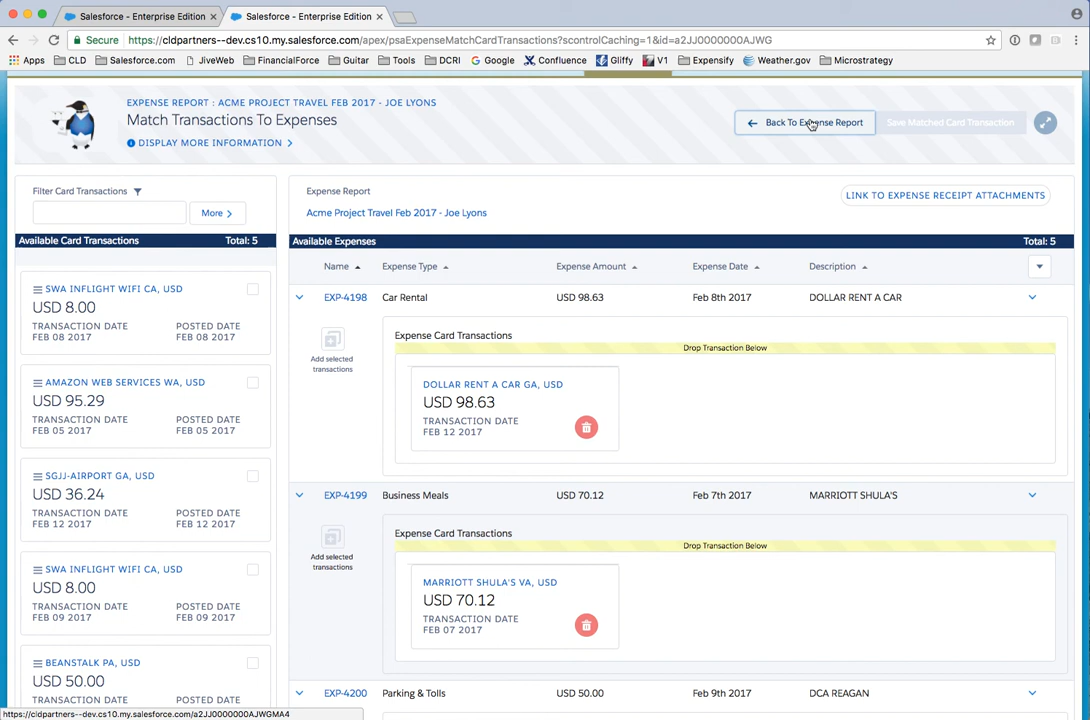 Salesforce - Enterprise Edition
Salesforce - Enterprise Edition
Secure https://cldpartners--dev.cs10.my.salesforce.com/apex/psaExpenseMatchCardTransactions?scontrolCaching=1&id=a2JJ0000000AJWG
Apps CLD Salesforce.com JiveWeb FinancialForce Guitar Tools DCRI Google Confluence Gliffy V1 Expensify Weather.gov Microstrategy
EXPENSE REPORT : ACME PROJECT TRAVEL FEB 2017 - JOE LYONS
Match Transactions To Expenses
DISPLAY MORE INFORMATION
Back To Expense Report
Save Matched Card Transaction
Filter Card Transactions
More
Available Card Transactions Total: 5
SWA INFLIGHT WIFI CA, USD
USD 8.00
TRANSACTION DATE POSTED DATE
FEB 08 2017 FEB 08 2017
AMAZON WEB SERVICES WA, USD
USD 95.29
TRANSACTION DATE POSTED DATE
FEB 05 2017 FEB 05 2017
SGJJ-AIRPORT GA, USD
USD 36.24
TRANSACTION DATE POSTED DATE
FEB 12 2017 FEB 12 2017
SWA INFLIGHT WIFI CA, USD
USD 8.00
TRANSACTION DATE POSTED DATE
FEB 09 2017 FEB 09 2017
BEANSTALK PA, USD
USD 50.00
TRANSACTION DATE POSTED DATE
Expense Report
Acme Project Travel Feb 2017 - Joe Lyons
LINK TO EXPENSE RECEIPT ATTACHMENTS
Available Expenses Total: 5
Name Expense Type Expense Amount Expense Date Description
EXP-4198 Car Rental USD 98.63 Feb 8th 2017 DOLLAR RENT A CAR
Add selected
transactions
Expense Card Transactions
Drop Transaction Below
DOLLAR RENT A CAR GA, USD
USD 98.63
TRANSACTION DATE
FEB 12 2017
EXP-4199 Business Meals USD 70.12 Feb 7th 2017 MARRIOTT SHULA'S
Add selected
transactions
Expense Card Transactions
Drop Transaction Below
MARRIOTT SHULA'S VA, USD
USD 70.12
TRANSACTION DATE
FEB 07 2017
EXP-4200 Parking & Tolls USD 50.00 Feb 9th 2017 DCA REAGAN
https://cldpartners--dev.cs10.my.salesforce.com/a2JJ0000000AJWGMA4